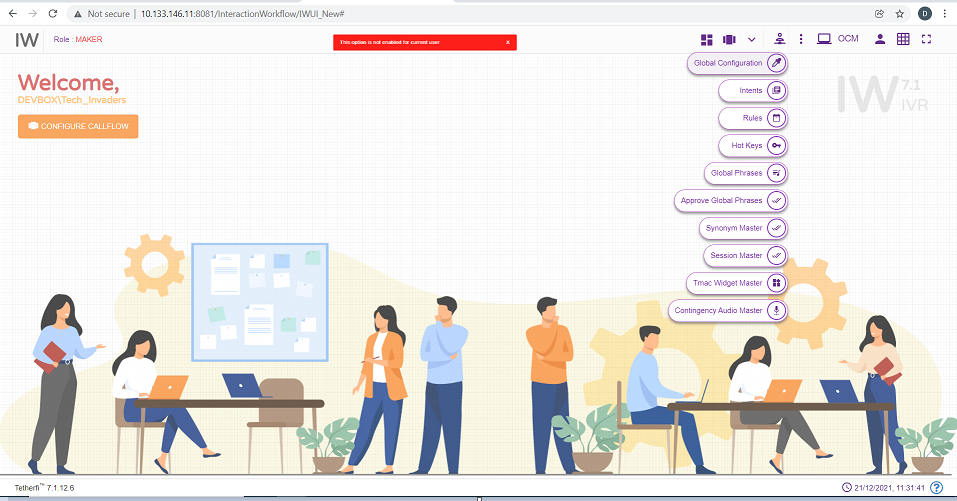 Not secure | 10.133.146.11:8081/InteractionWorkflow/IWUI_New#
D
IW
Role : MAKER
This option is not enabled for current user
×
OCM
Welcome,
DEVBOX\Tech_Invaders
CONFIGURE CALLFLOW
Global Configuration
Intents
Rules
Hot Keys
Global Phrases
Approve Global Phrases
Synonym Master
Session Master
Tmac Widget Master
Contingency Audio Master
IW 7.1
IVR
Tetherfi™ 7.1.12.6
21/12/2021, 11:31:41
?